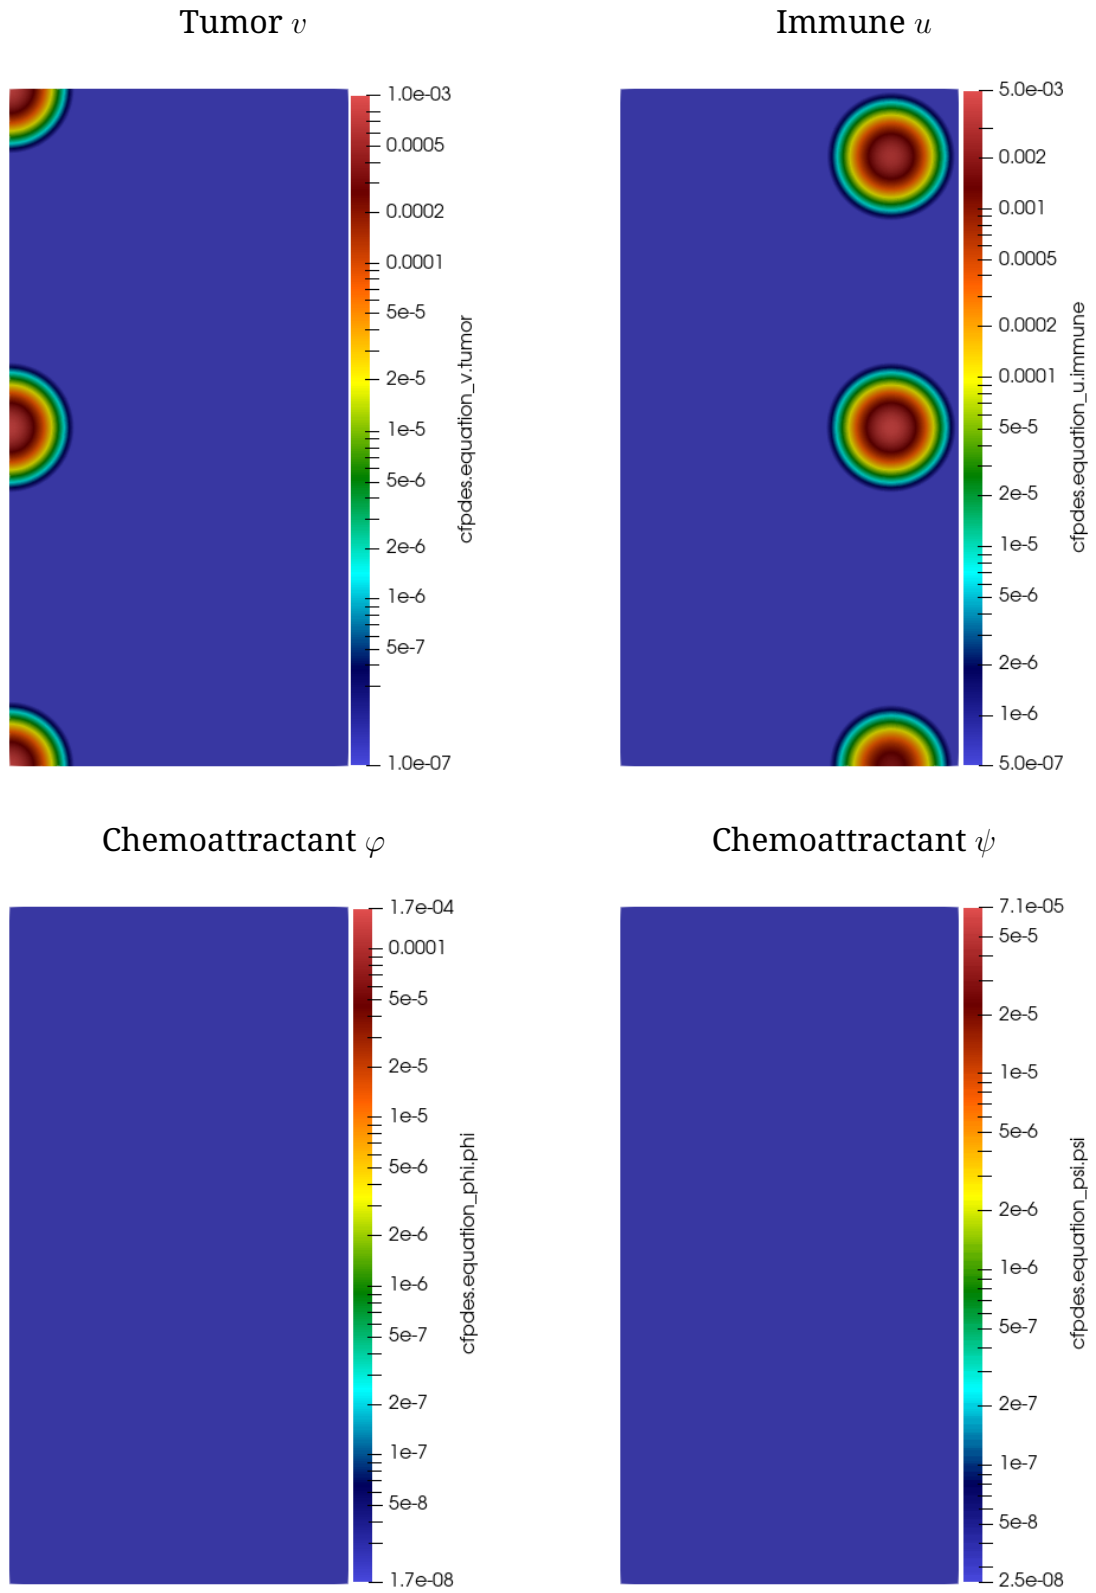 Tumor v
Immune u
1.0e-03
0.0005
0.0002
0.0001
5e-5
2e-5
1e-5
5e-6
2e-6
1e-6
5e-7
1.0e-07
cfpdes.equation_v.tumor
5.0e-03
0.002
0.001
0.0005
0.0002
0.0001
5e-5
2e-5
1e-5
5e-6
2e-6
1e-6
5.0e-07
cfpdes.equation_u.immune
Chemoattractant φ
Chemoattractant ψ
1.7e-04
0.0001
5e-5
2e-5
1e-5
5e-6
2e-6
1e-6
5e-7
2e-7
1e-7
5e-8
1.7e-08
cfpdes.equation_phi.phi
7.1e-05
5e-5
2e-5
1e-5
5e-6
2e-6
1e-6
5e-7
2e-7
1e-7
5e-8
2.5e-08
cfpdes.equation_psi.psi